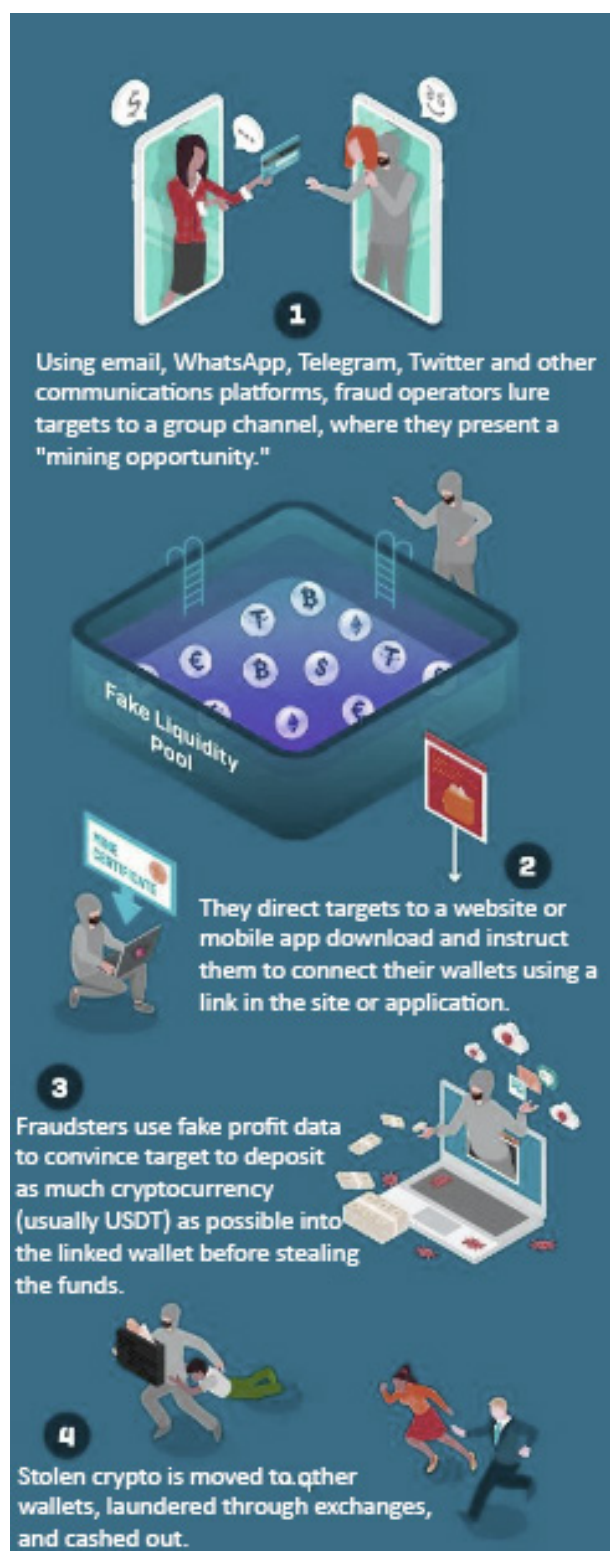 1
Using email, WhatsApp, Telegram, Twitter and other
communications platforms, fraud operators lure
targets to a group channel, where they present a
"mining opportunity."
Fake Liquidity
Pool
MINE
CERTIFICATE
2
They direct targets to a website or
mobile app download and instruct
them to connect their wallets using a
link in the site or application.
3
Fraudsters use fake profit data
to convince target to deposit
as much cryptocurrency
(usually USDT) as possible into
the linked wallet before stealing
the funds.
4
Stolen crypto is moved to other
wallets, laundered through exchanges,
and cashed out.